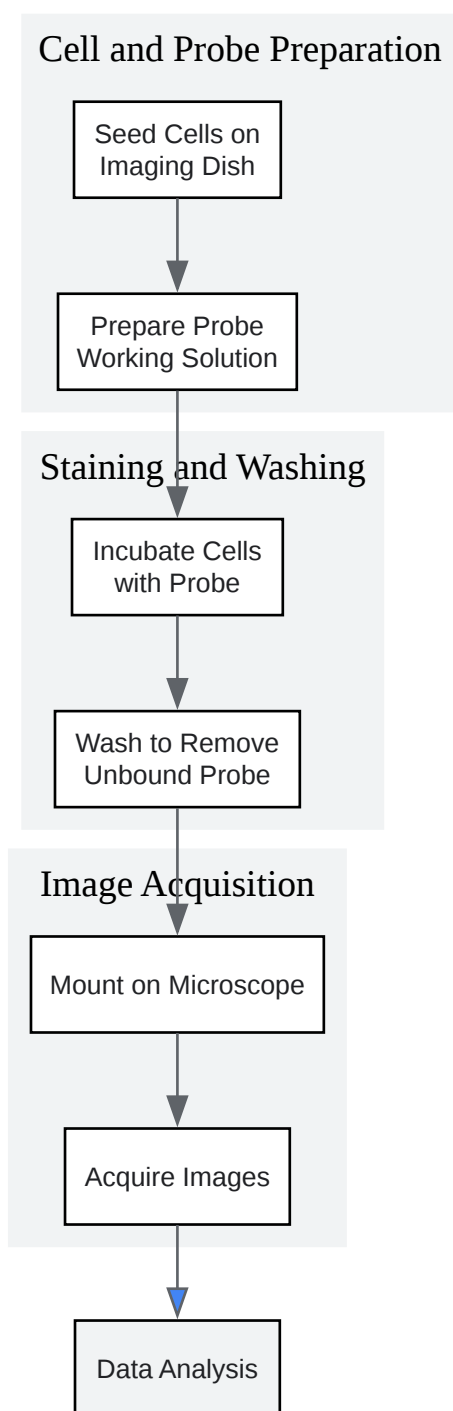 Cell and Probe Preparation
Seed Cells on
Imaging Dish
Prepare Probe
Working Solution
Staining and Washing
Incubate Cells
with Probe
Wash to Remove
Unbound Probe
Image Acquisition
Mount on Microscope
Acquire Images
Data Analysis